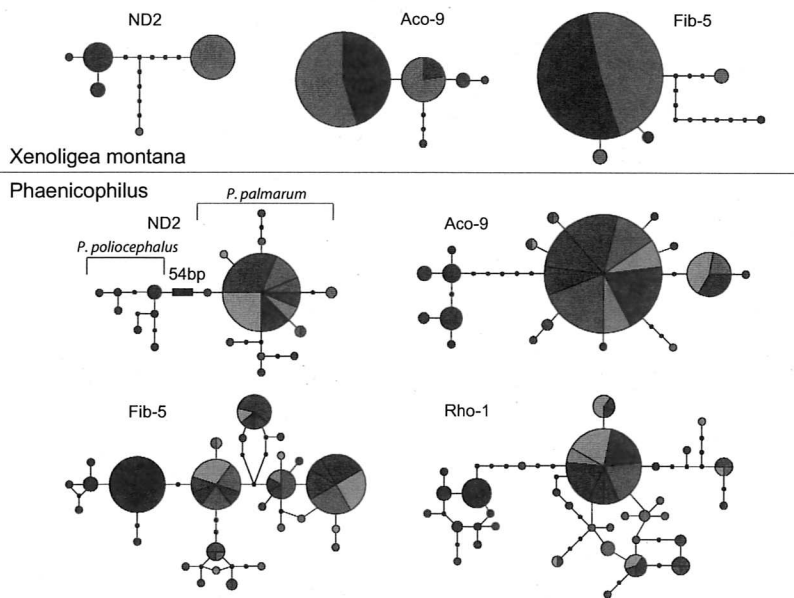 ND2
Aco-9
Fib-5
Xenoligea montana
Phaenicophilus
ND2
P. palmarum
P. poliocephalus
54bp
Aco-9
Fib-5
Rho-1